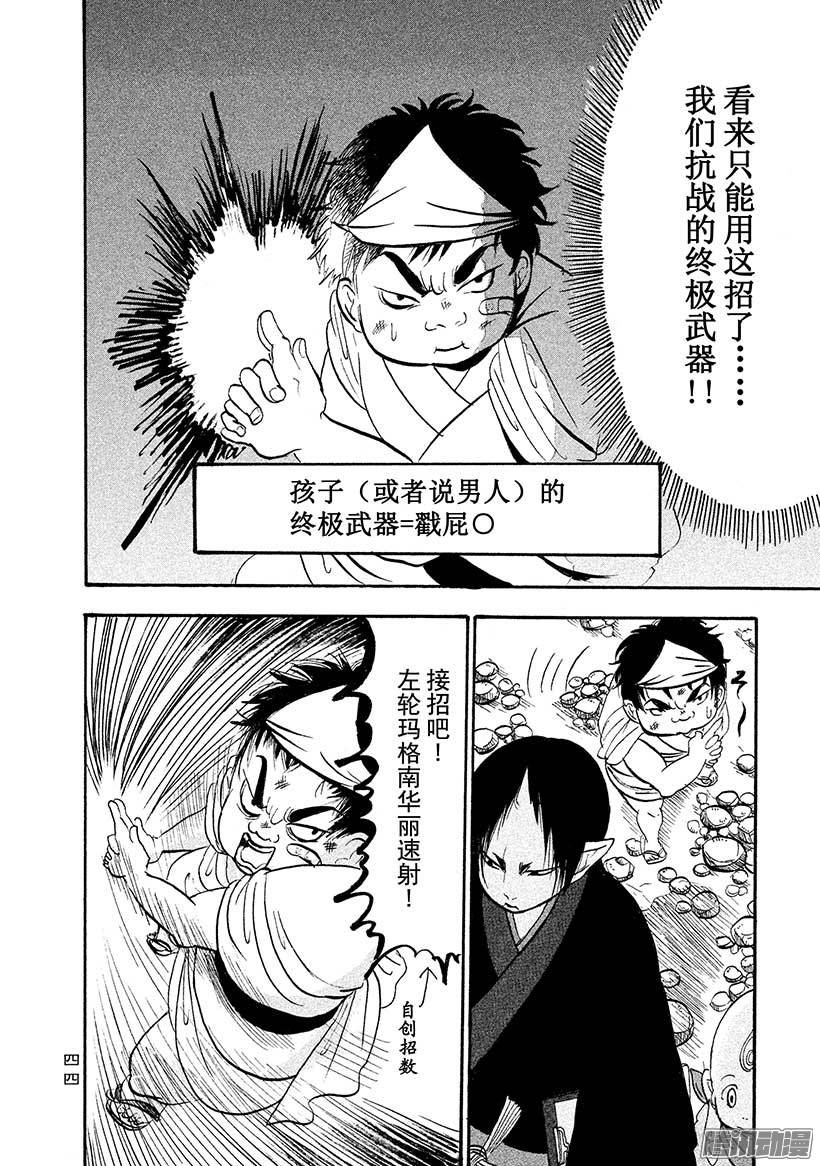 看来只能用这招了……
我们抗战的终极武器!!
孩子（或者说男人）的
终极武器=戳屁〇
接招吧！
左轮玛格南华丽速射！
自创招数
四四
腾讯动漫